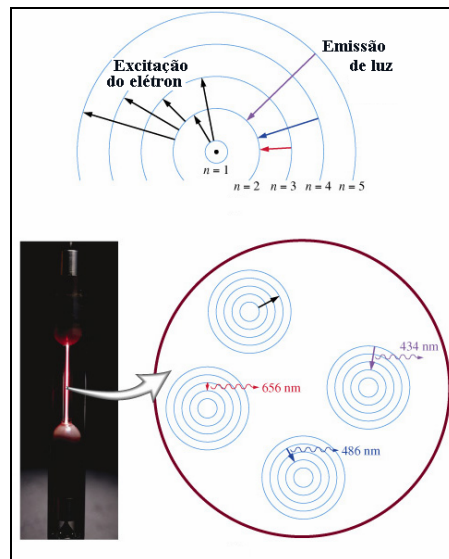 Excitação
do elétron
Emissão
de luz
n = 1
n = 2 n = 3 n = 4 n = 5
434 nm
656 nm
486 nm